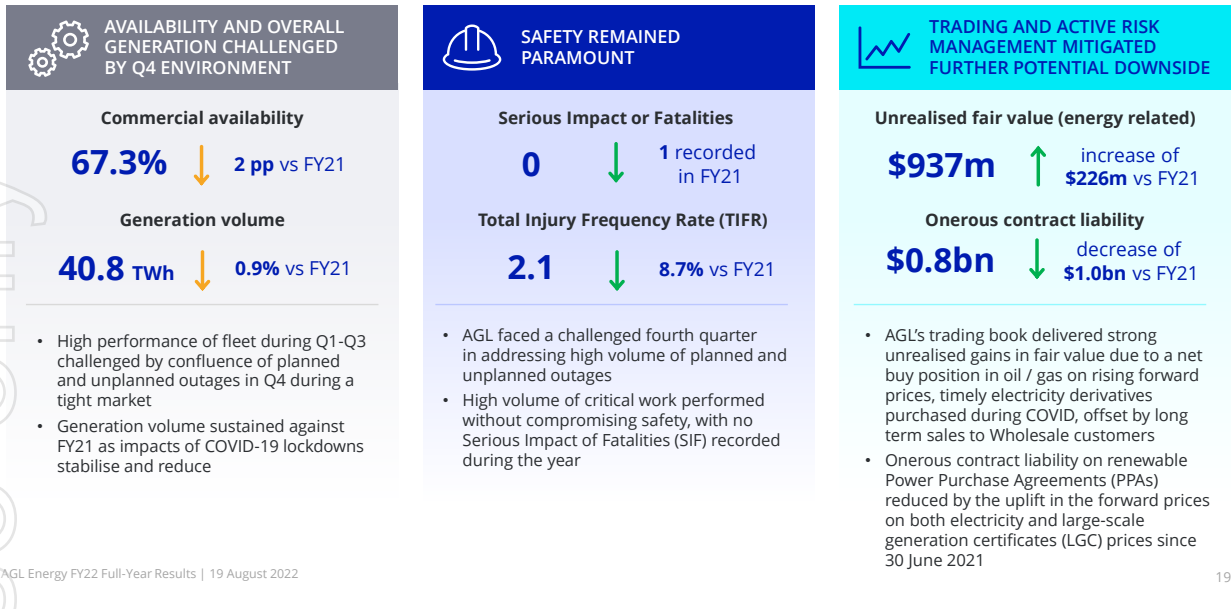 AVAILABILITY AND OVERALL
GENERATION CHALLENGED
BY Q4 ENVIRONMENT
Commercial availability
67.3% 2 pp vs FY21
Generation volume
40.8 TWh 0.9% vs FY21
• High performance of fleet during Q1-Q3
challenged by confluence of planned
and unplanned outages in Q4 during a
tight market
• Generation volume sustained against
FY21 as impacts of COVID-19 lockdowns
stabilise and reduce
SAFETY REMAINED
PARAMOUNT
Serious Impact or Fatalities
0 1 recorded
in FY21
Total Injury Frequency Rate (TIFR)
2.1 8.7% vs FY21
• AGL faced a challenged fourth quarter
in addressing high volume of planned and
unplanned outages
• High volume of critical work performed
without compromising safety, with no
Serious Impact of Fatalities (SIF) recorded
during the year
TRADING AND ACTIVE RISK
MANAGEMENT MITIGATED
FURTHER POTENTIAL DOWNSIDE
Unrealised fair value (energy related)
$937m increase of
$226m vs FY21
Onerous contract liability
$0.8bn decrease of
$1.0bn vs FY21
• AGL’s trading book delivered strong
unrealised gains in fair value due to a net
buy position in oil / gas on rising forward
prices, timely electricity derivatives
purchased during COVID, offset by long
term sales to Wholesale customers
• Onerous contract liability on renewable
Power Purchase Agreements (PPAs)
reduced by the uplift in the forward prices
on both electricity and large-scale
generation certificates (LGC) prices since
30 June 2021
AGL Energy FY22 Full-Year Results | 19 August 2022
19